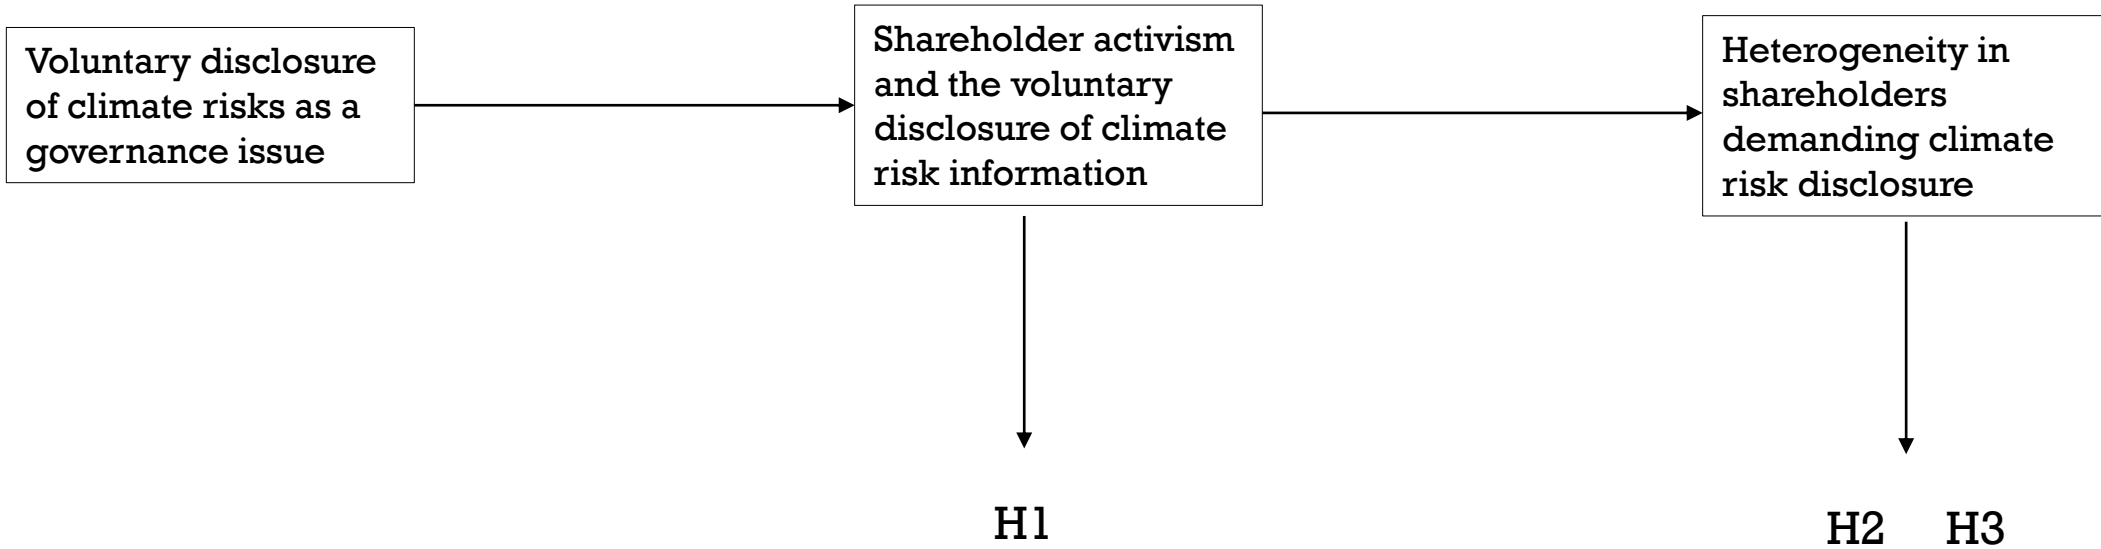 Voluntary disclosure
of climate risks as a
governance issue
Shareholder activism
and the voluntary
disclosure of climate
risk information
Heterogeneity in
shareholders
demanding climate
risk disclosure
H1
H2 H3